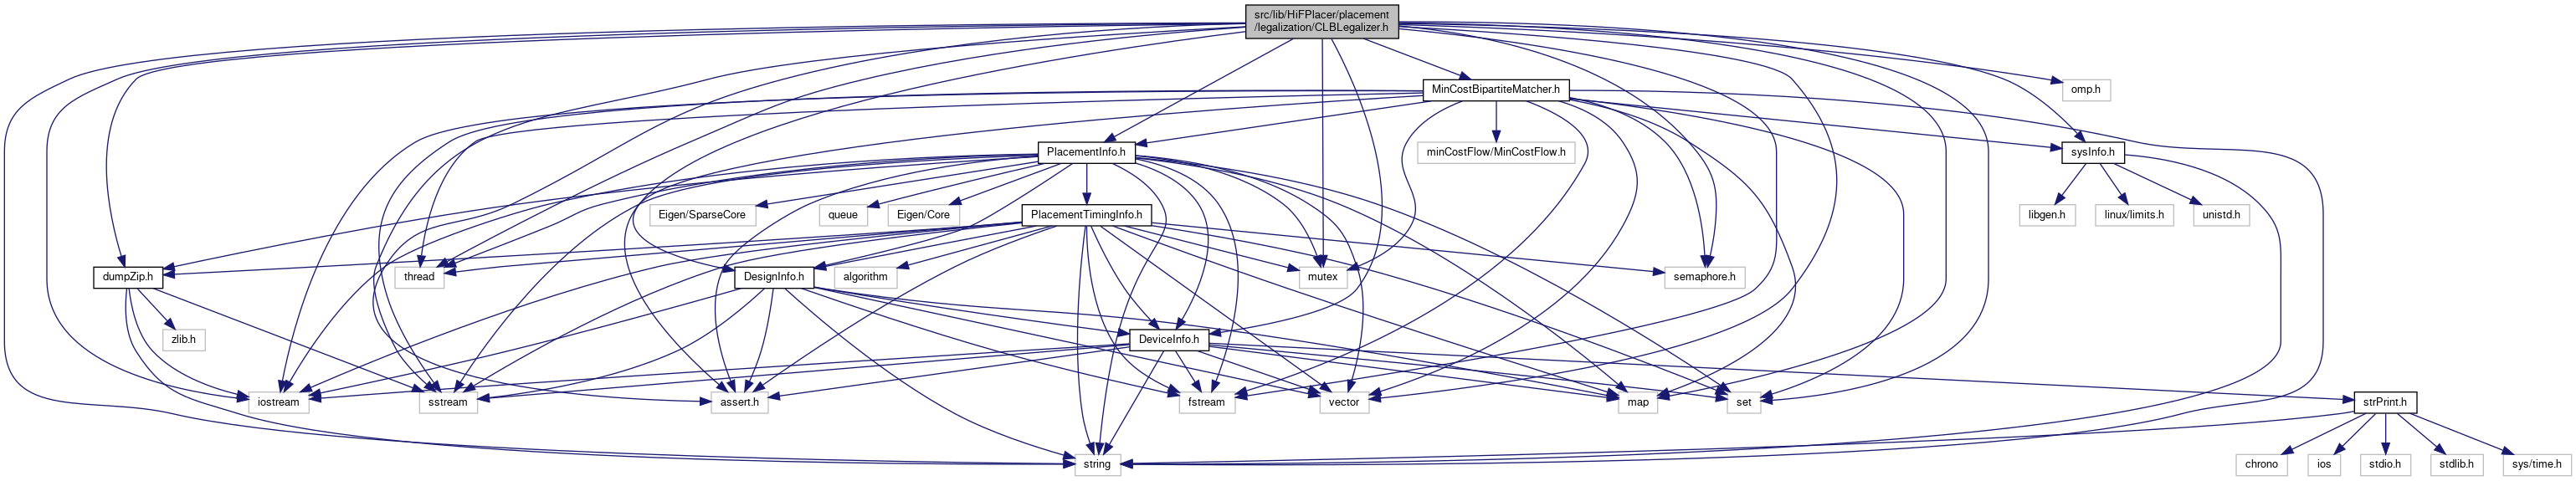 src/lib/HiFPlacer/placement
/legalization/CLBLegalizer.h
MinCostBipartiteMatcher.h
omp.h
PlacementInfo.h
minCostFlow/MinCostFlow.h
sysInfo.h
Eigen/SparseCore
queue
Eigen/Core
PlacementTimingInfo.h
libgen.h
linux/limits.h
unistd.h
dumpZip.h
thread
DesignInfo.h
algorithm
mutex
semaphore.h
zlib.h
DeviceInfo.h
iostream
sstream
assert.h
fstream
vector
map
set
strPrint.h
string
chrono
ios
stdio.h
stdlib.h
sys/time.h